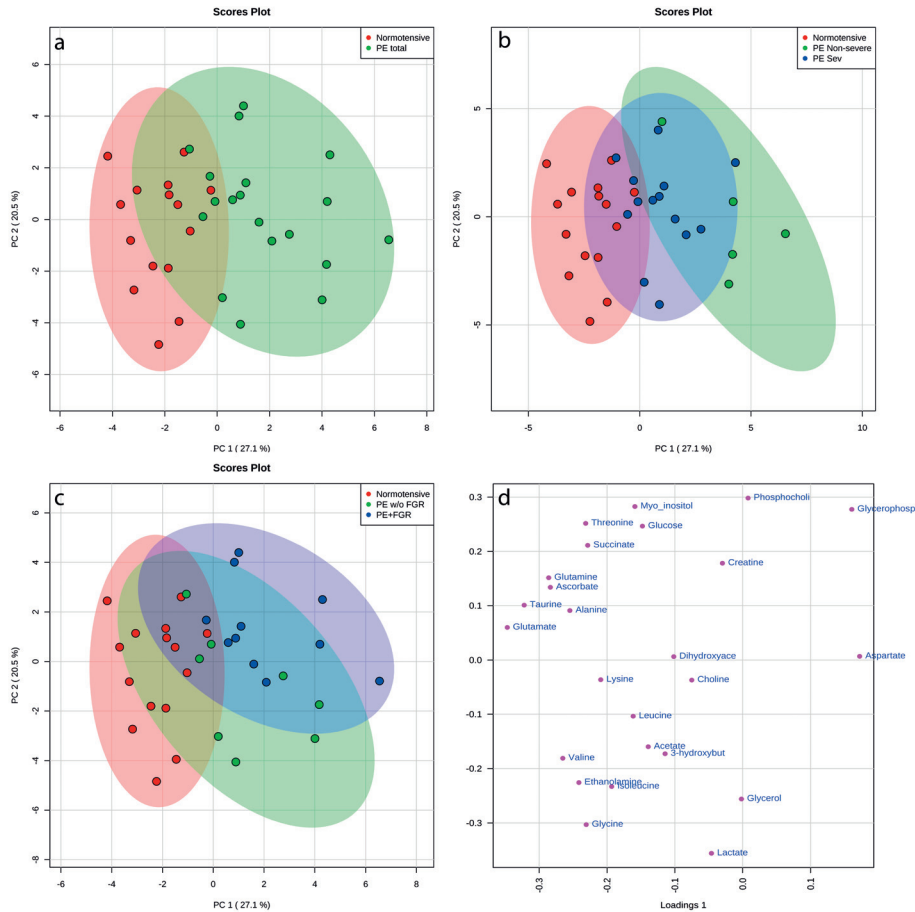 Scores Plot
a
Normotensive
PE total
6
4
2
0
-2
-4
-6
PC 2 ( 20.5 %)
-6 -4 -2 0 2 4 6 8
PC 1 ( 27.1 %)
Scores Plot
b
Normotensive
PE Non-severe
PE Sev
5
0
-5
PC 2 ( 20.5 %)
-5 0 5 10
PC 1 ( 27.1 %)
Scores Plot
c
Normotensive
PE w/o FGR
PE+FGR
6
4
2
0
-2
-4
-6
-8
PC 2 ( 20.5 %)
-6 -4 -2 0 2 4 6 8
PC 1 ( 27.1 %)
d
Phosphocholi
Myo_inositol
Glycerophosp
Threonine
Glucose
Succinate
Creatine
Glutamine
Ascorbate
Taurine
Alanine
Glutamate
Dihydroxyace
Aspartate
Lysine
Choline
Leucine
Acetate
3-hydroxybut
Valine
Ethanolamine
Isoleucine
Glycerol
Glycine
Lactate
0.3
0.2
0.1
0.0
-0.1
-0.2
-0.3
-0.3 -0.2 -0.1 0.0 0.1
Loadings 1